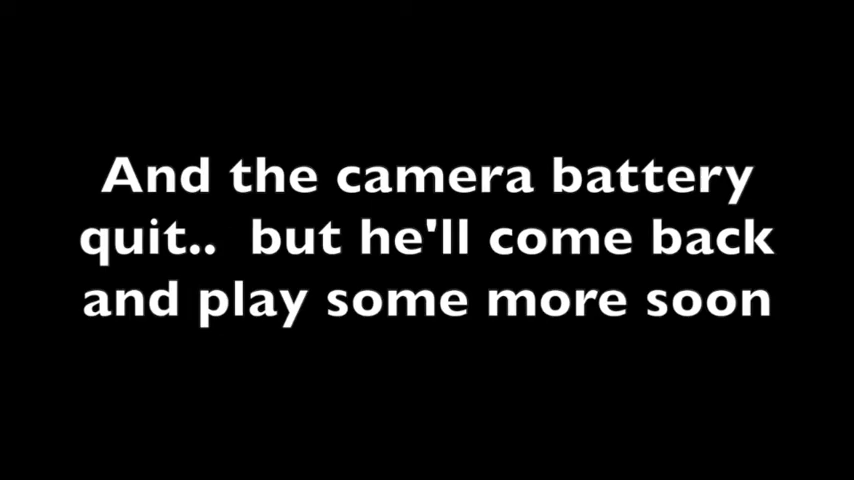 And the camera battery
quit..  but he'll come back
and play some more soon